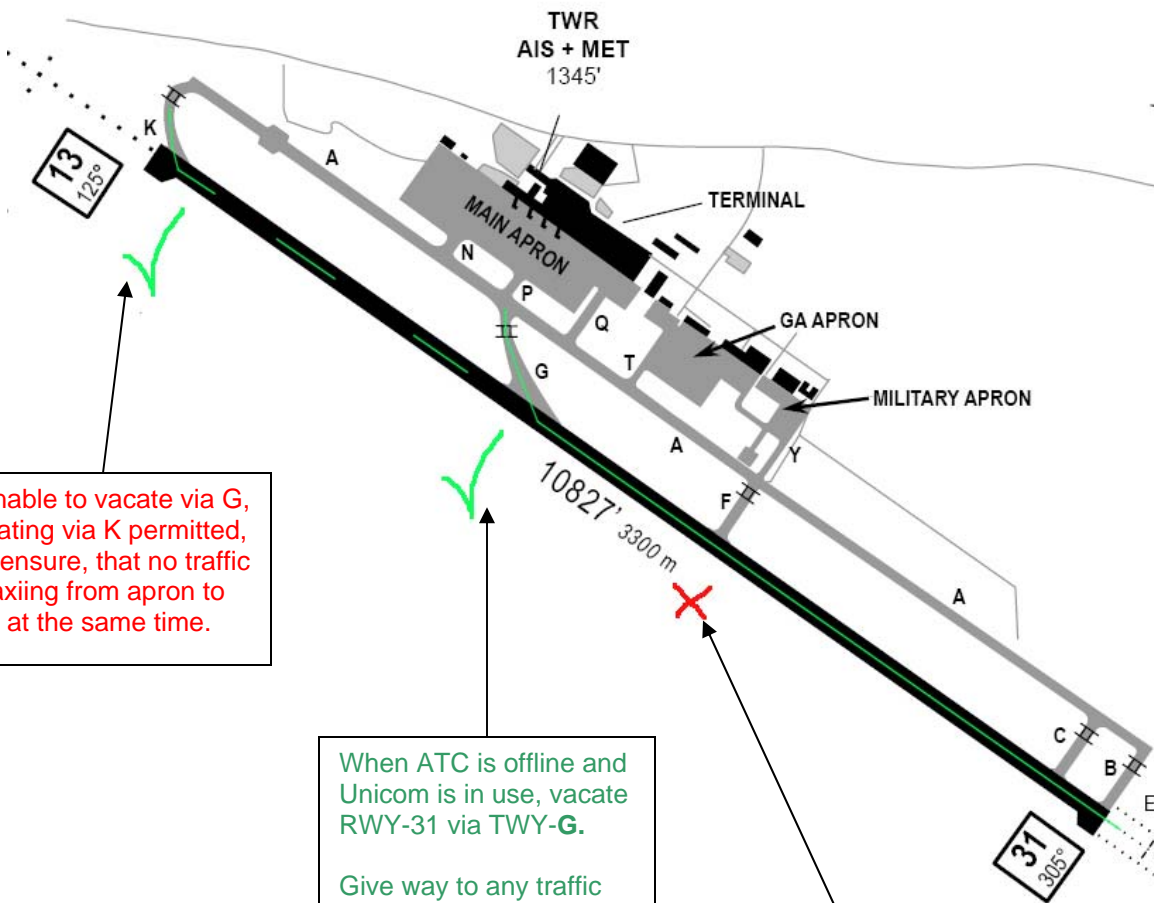 TWR
AIS + MET
1345'
K
13
125°
A
MAIN APRON
TERMINAL
N
P
Q
GA APRON
T
G
MILITARY APRON
A
Y
F
10827' 3300 m
A
C
B
31
305°
nable to vacate via G,
ating via K permitted,
ensure, that no traffic
axiing from apron to
at the same time.
When ATC is offline and
Unicom is in use, vacate
RWY-31 via TWY-G.
Give way to any traffic